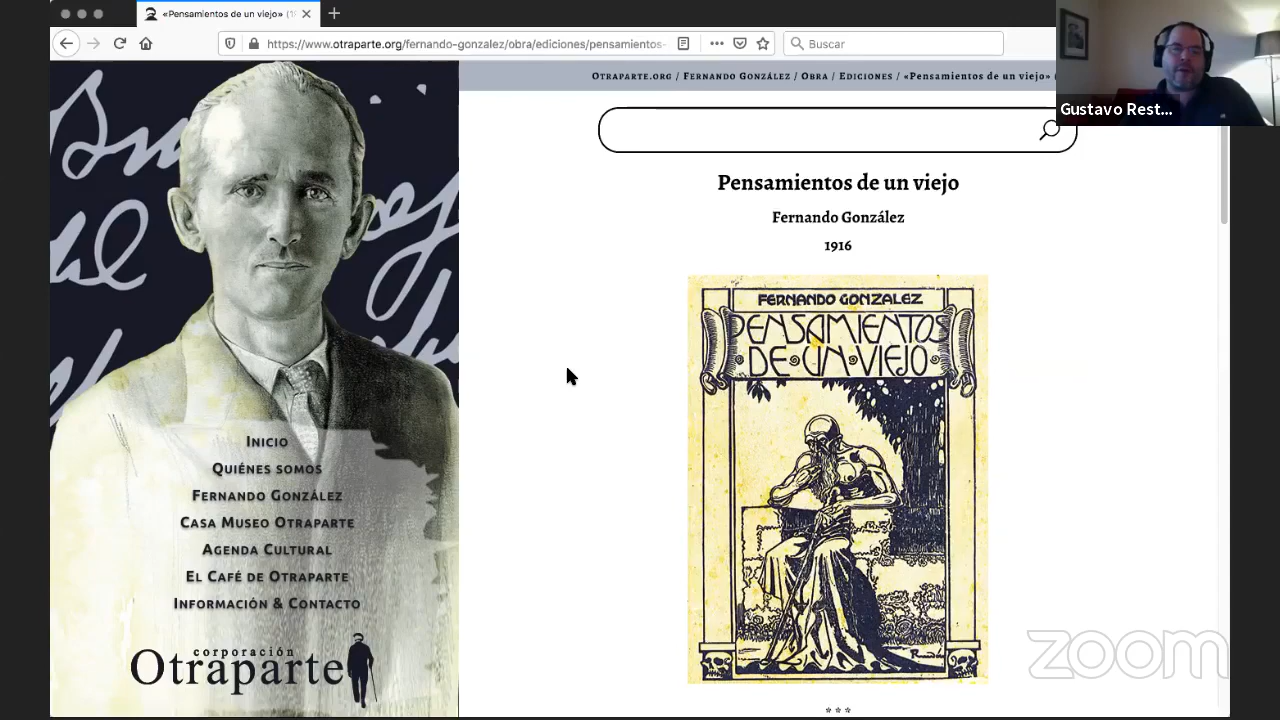 «Pensamientos de un viejo» (1
https://www.otraparte.org/fernando-gonzalez/obra/ediciones/pensamientos-
Buscar
Otraparte.org / Fernando González / Obra / Ediciones / «Pensamientos de un viejo» (
Gustavo Rest...
Pensamientos de un viejo
Fernando González
1916
FERNANDO GONZALEZ
PENSAMIENTOS
DE UN VIEJO
Inicio
Quiénes somos
Fernando González
Casa Museo Otraparte
Agenda Cultural
El Café de Otraparte
Información & Contacto
corporación
Otraparte
zoom
* * *